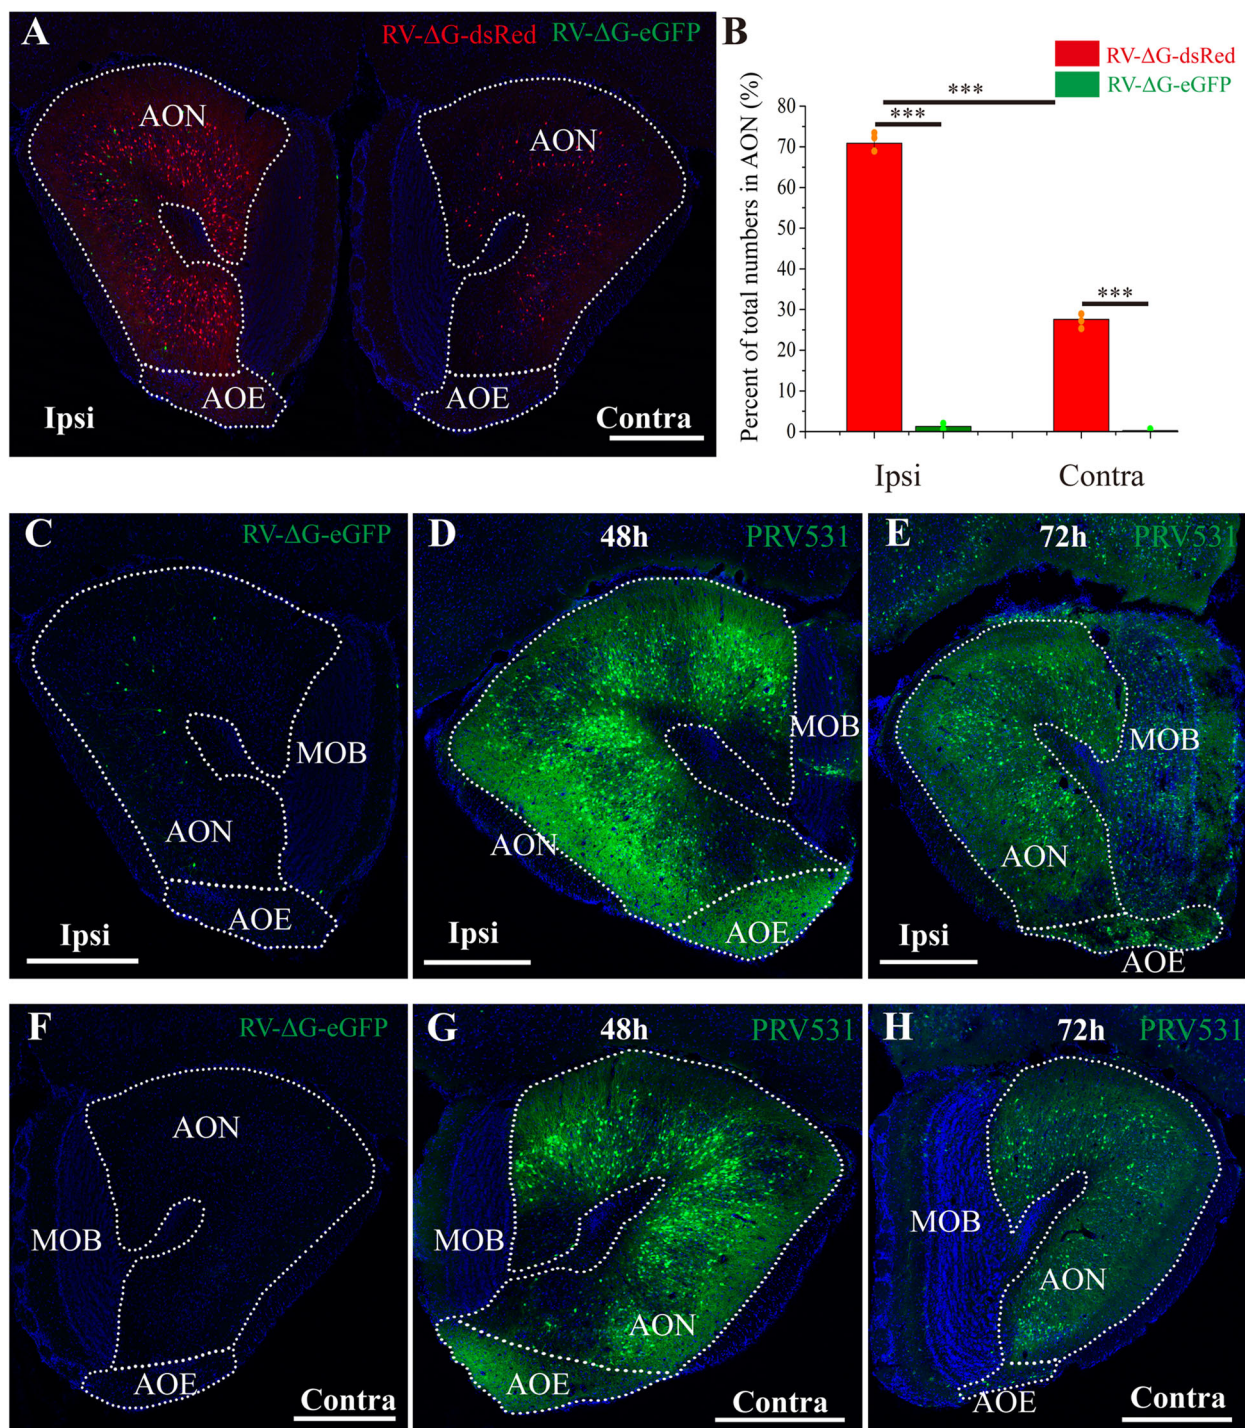 A
RV-ΔG-dsRed RV-ΔG-eGFP
AON
AON
AOE
AOE
Ipsi
Contra
B
RV-ΔG-dsRed
RV-ΔG-eGFP
Percent of total numbers in AON (%)
80
70
60
50
40
30
20
10
0
***
***
***
Ipsi
Contra
C
RV-ΔG-eGFP
MOB
AON
AOE
Ipsi
D
48h
PRV531
MOB
AON
AOE
Ipsi
E
72h
PRV531
MOB
AON
Ipsi
AOE
F
RV-ΔG-eGFP
AON
MOB
AOE
Contra
G
48h
PRV531
MOB
AON
AOE
Contra
H
72h
PRV531
MOB
AON
AOE
Contra